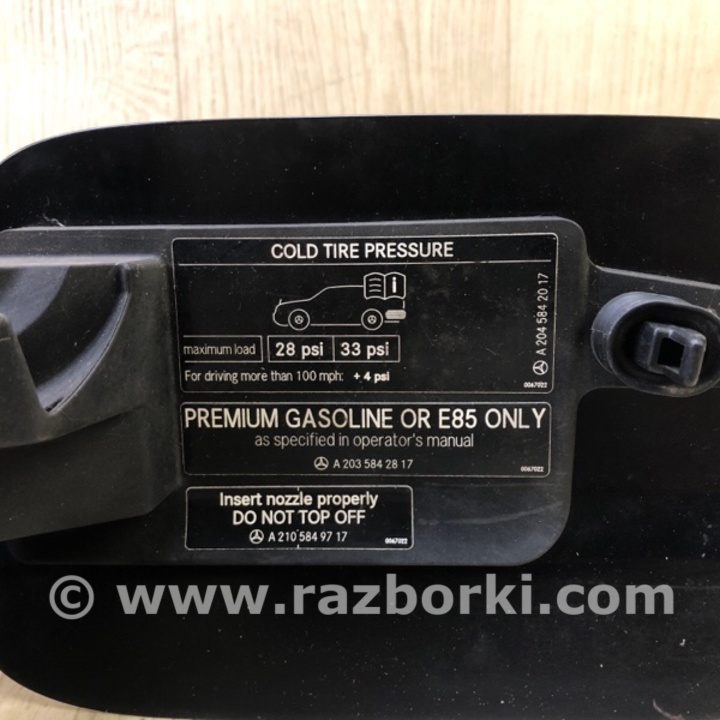 COLD TIRE PRESSURE
i
maximum load 28 psi 33 psi
For driving more than 100 mph: + 4 psi
A 204 584 20 17
0067022
PREMIUM GASOLINE OR E85 ONLY
as specified in operator's manual
A 203 584 28 17
0067022
Insert nozzle properly
DO NOT TOP OFF
A 210 584 97 17
0067022
© www.razborki.com